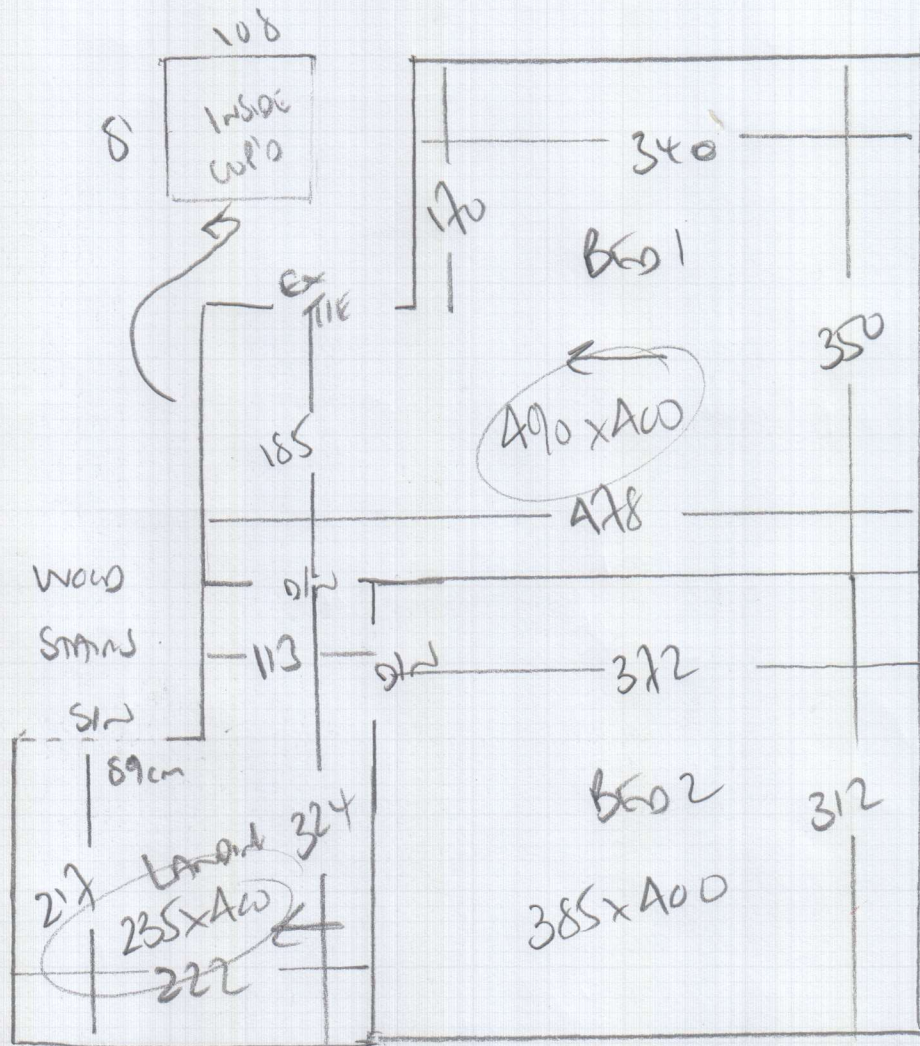 108
8
INSIDE
CUP'D
340
170
BED 1
EX
TILE
350
185
490 x 400
478
WOOD
D/W
STAIRS
113
D/W
372
S/N
89cm
BED 2
312
324
LANDING
217
235 x 400
385 x 400
222